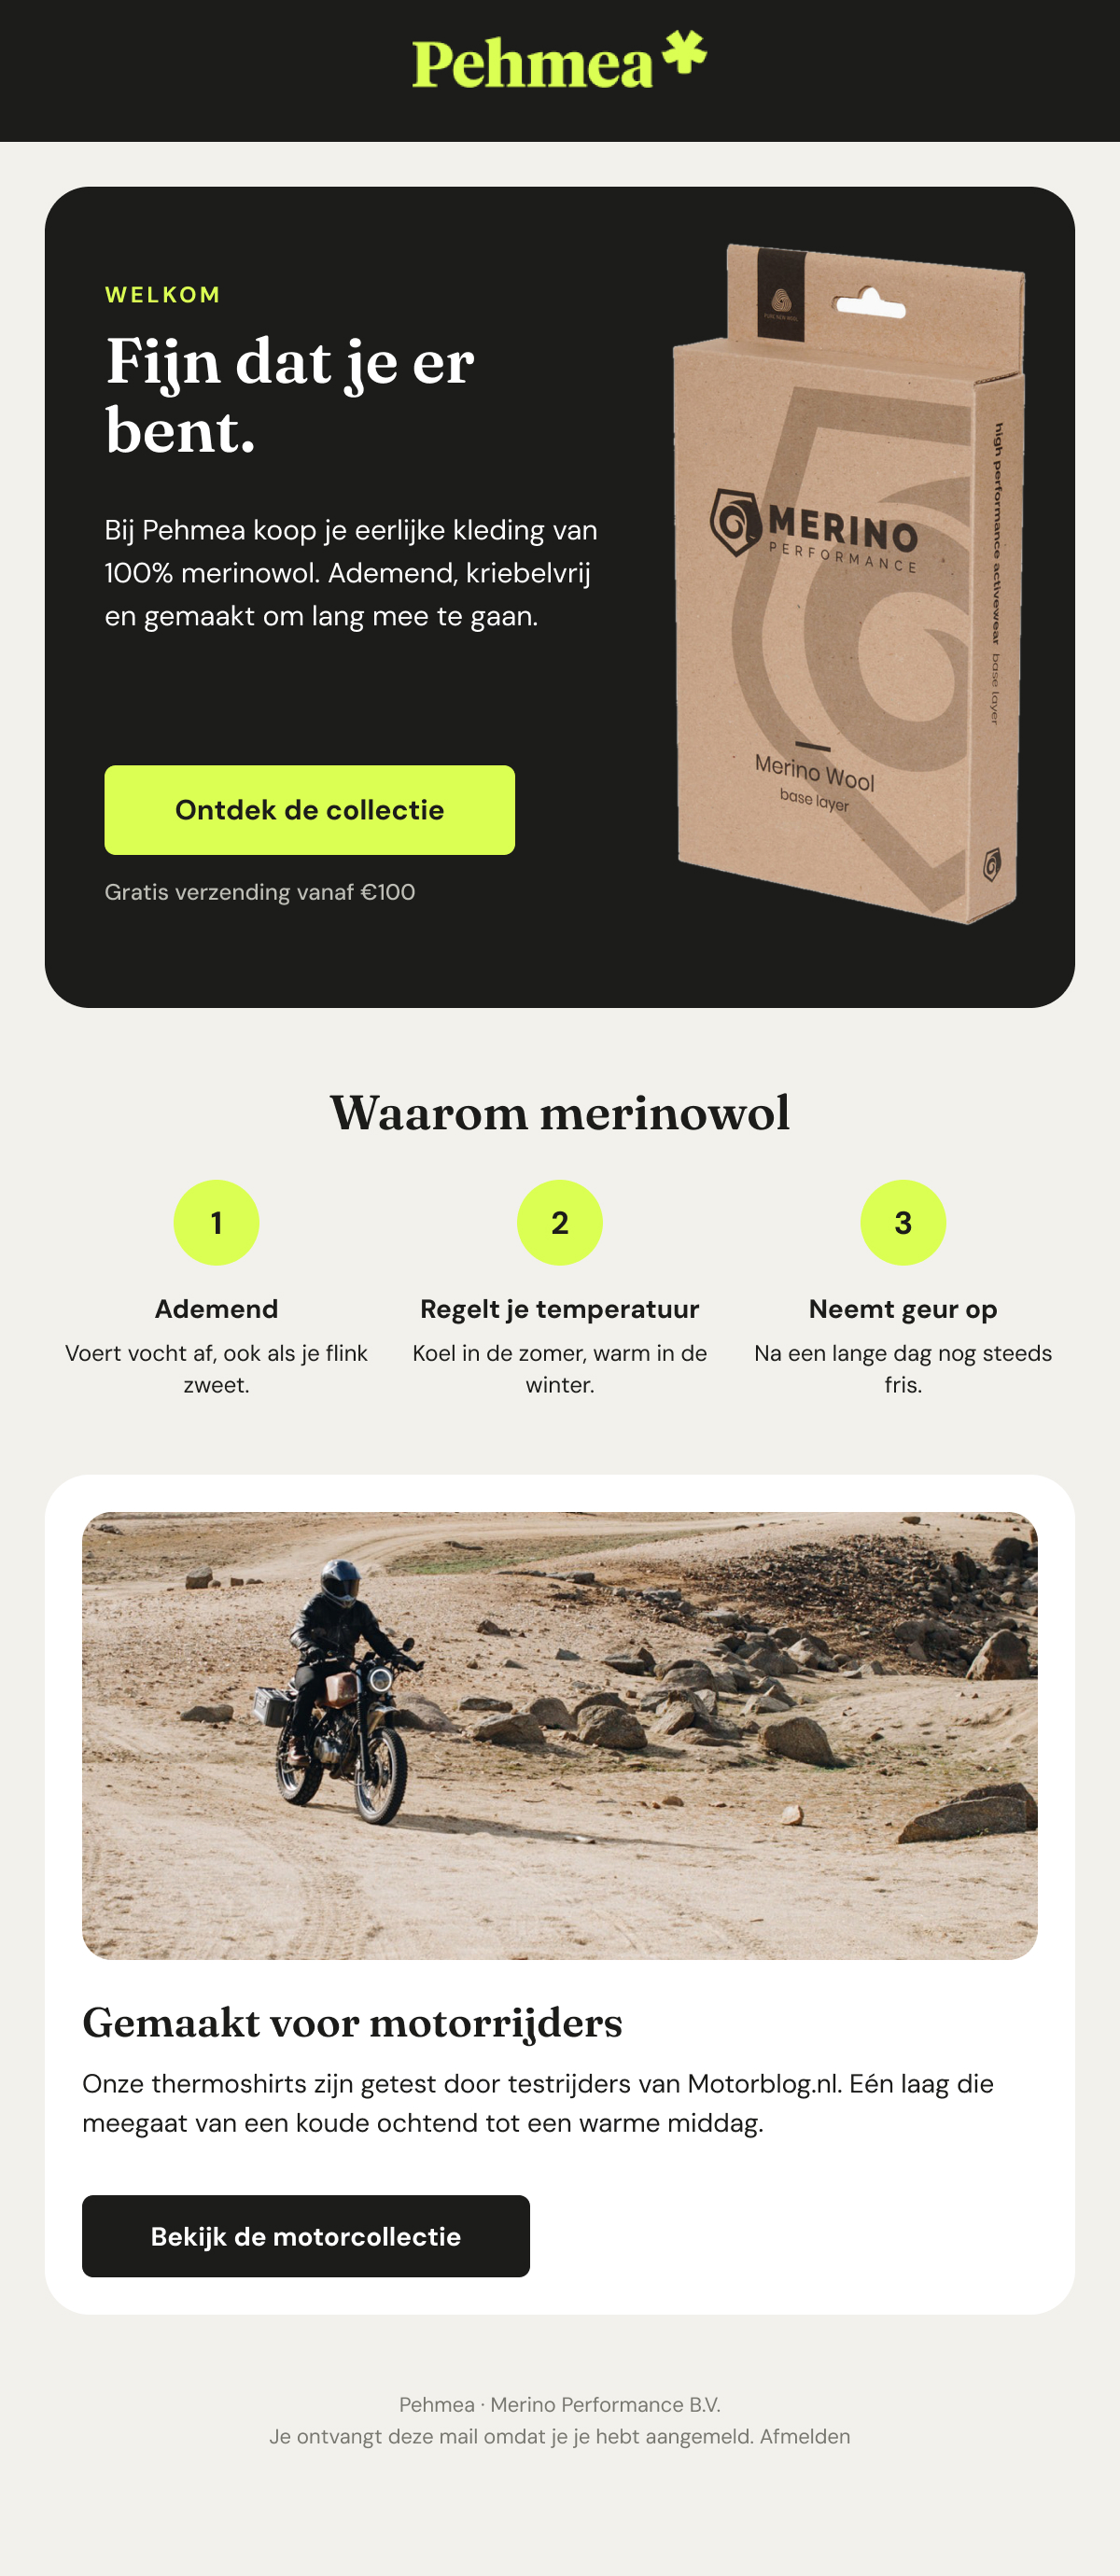 Pehmea
WELKOM
Fijn dat je er
bent.
Bij Pehmea koop je eerlijke kleding van
100% merinowol. Ademend, kriebelvrij
en gemaakt om lang mee te gaan.
Ontdek de collectie
Gratis verzending vanaf €100
PURE NEW WOOL
MERINO
PERFORMANCE
Merino Wool
base layer
high performance activewear base layer
Waarom merinowol
1
2
3
Ademend
Regelt je temperatuur
Neemt geur op
Voert vocht af, ook als je flink
zweet.
Koel in de zomer, warm in de
winter.
Na een lange dag nog steeds
fris.
Gemaakt voor motorrijders
Onze thermoshirts zijn getest door testrijders van Motorblog.nl. Eén laag die
meegaat van een koude ochtend tot een warme middag.
Bekijk de motorcollectie
Pehmea · Merino Performance B.V.
Je ontvangt deze mail omdat je je hebt aangemeld. Afmelden